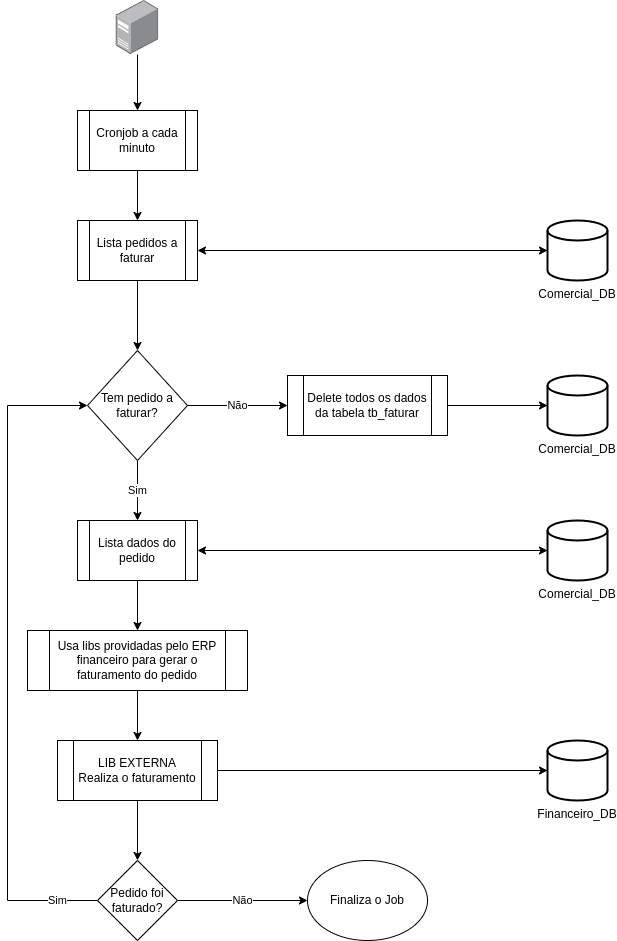 Cronjob a cada
minuto
Lista pedidos a
faturar
Comercial_DB
Tem pedido a
faturar?
Não
Delete todos os dados
da tabela tb_faturar
Comercial_DB
Sim
Lista dados do
pedido
Comercial_DB
Usa libs providadas pelo ERP
financeiro para gerar o
faturamento do pedido
LIB EXTERNA
Realiza o faturamento
Financeiro_DB
Sim
Pedido foi
faturado?
Não
Finaliza o Job